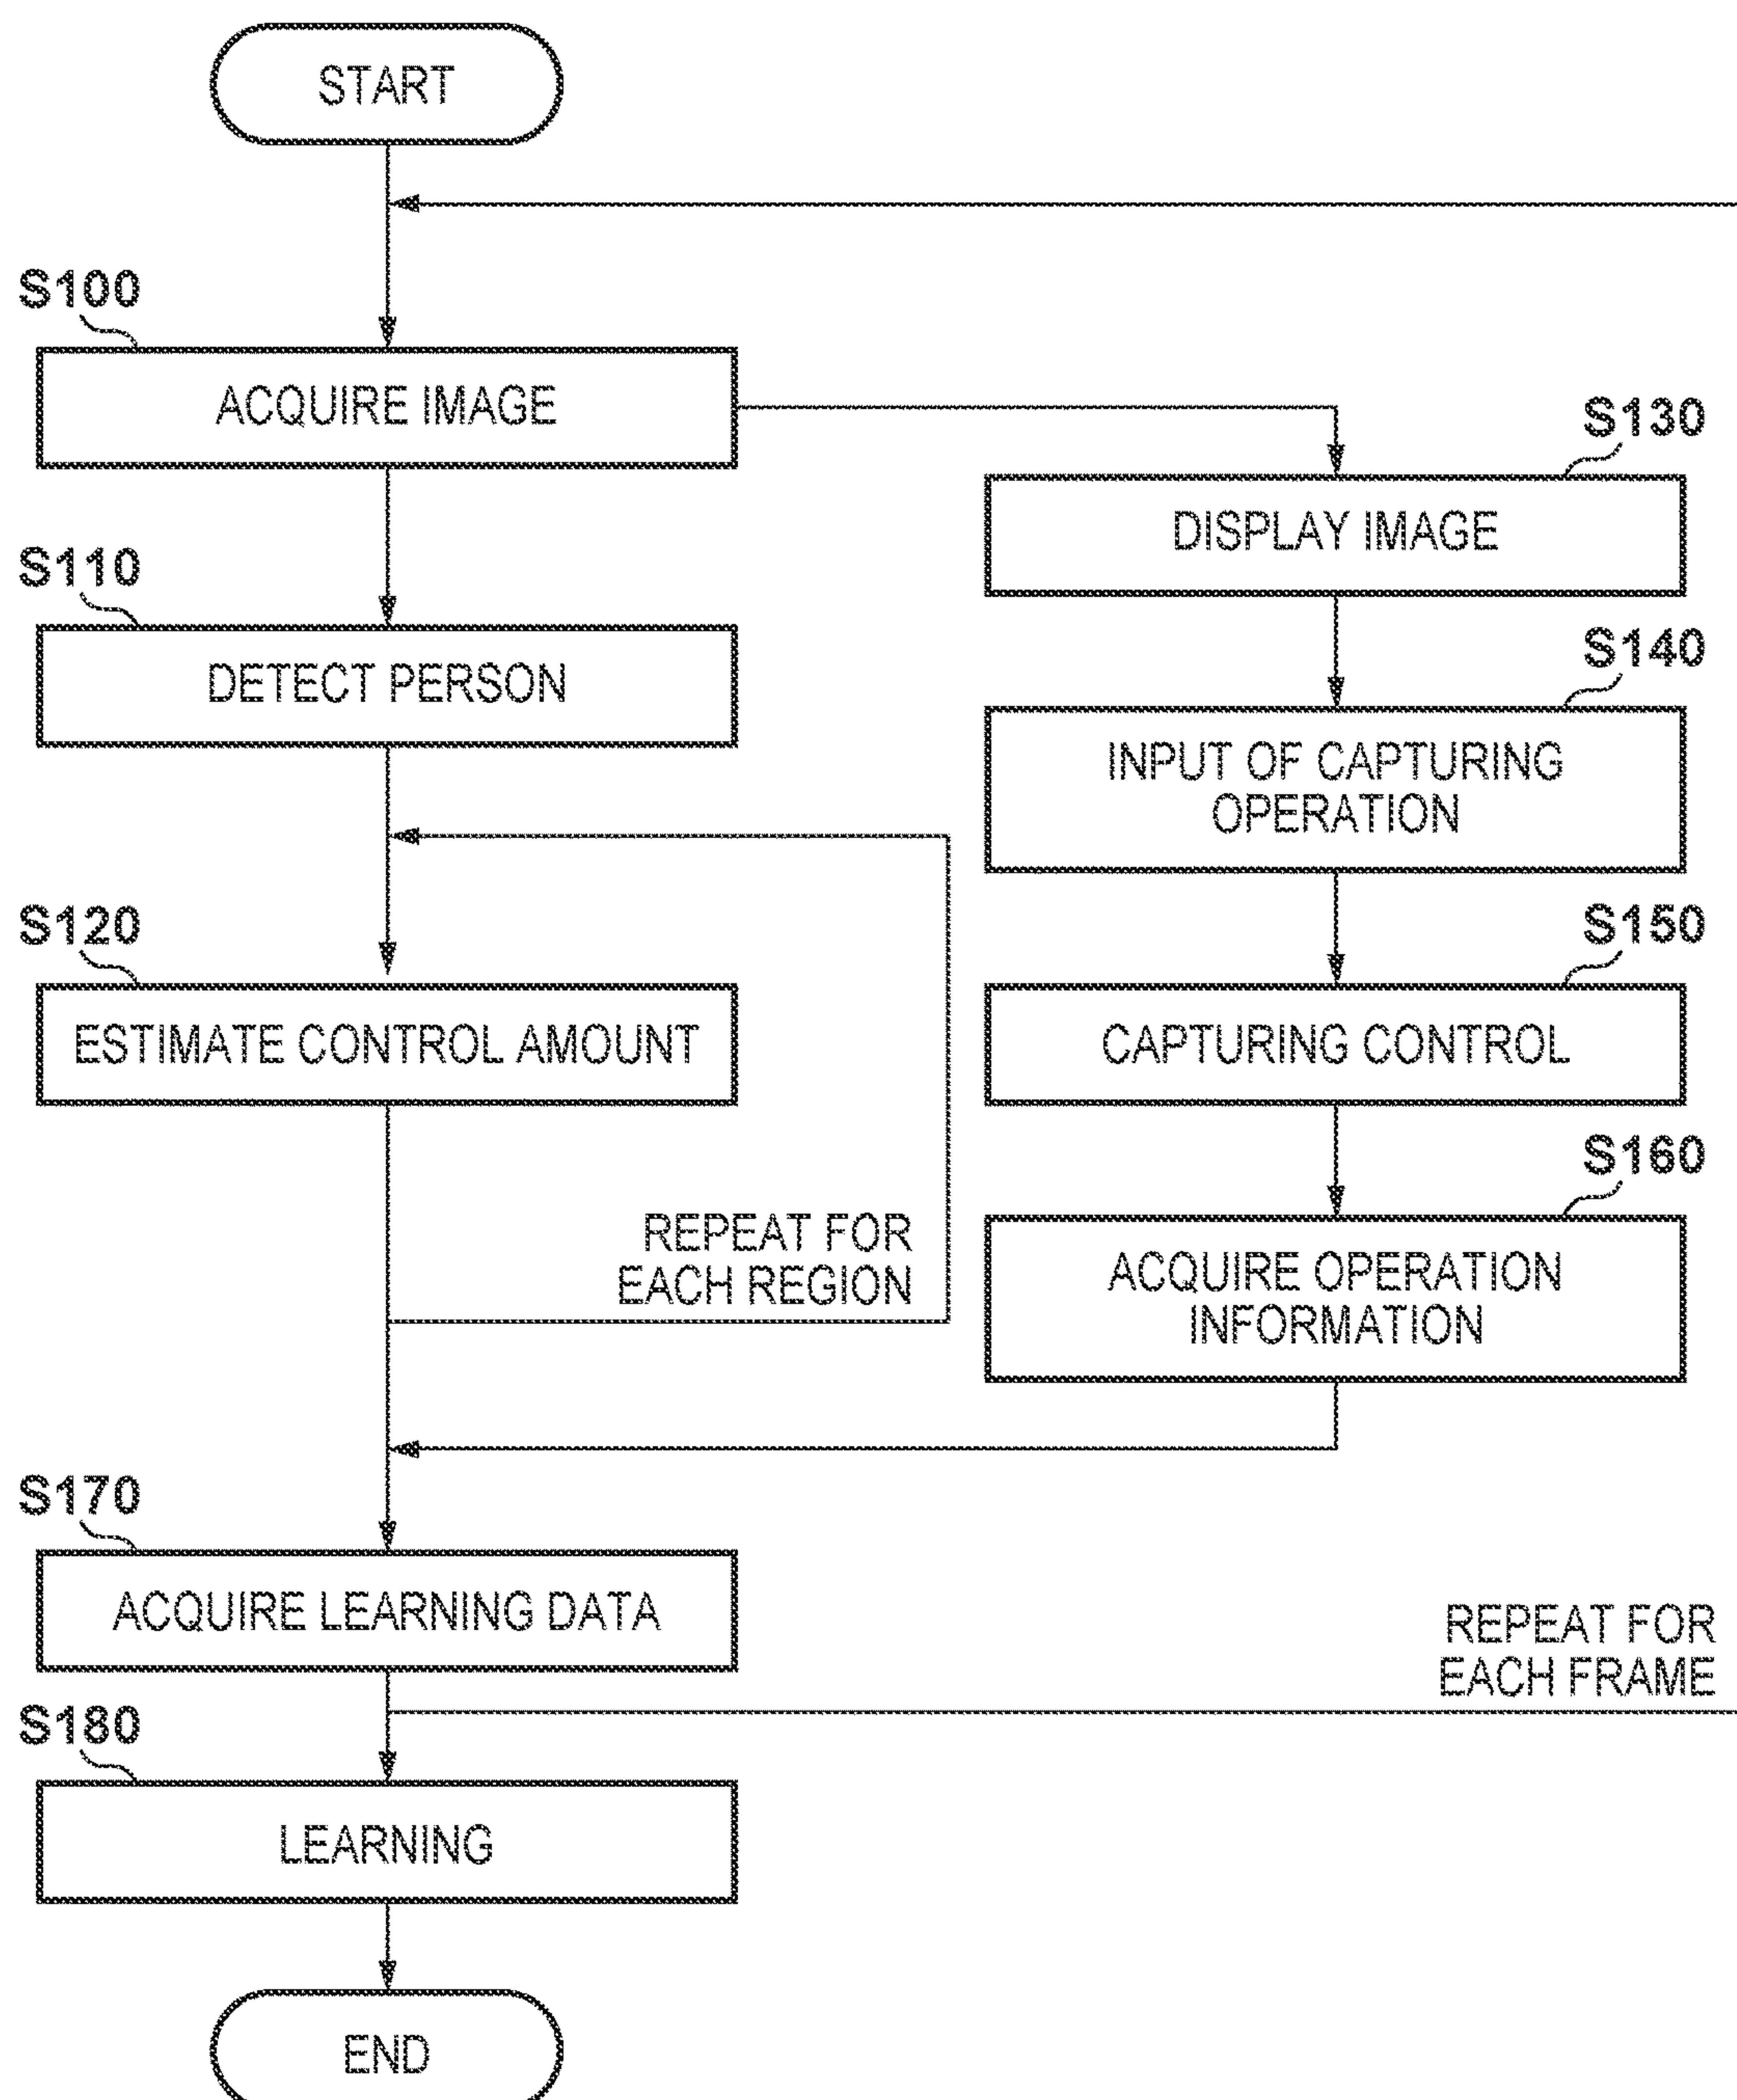 START
S100
ACQUIRE IMAGE
S130
DISPLAY IMAGE
S110
DETECT PERSON
S140
INPUT OF CAPTURING
OPERATION
S120
ESTIMATE CONTROL AMOUNT
S150
CAPTURING CONTROL
REPEAT FOR
EACH REGION
S160
ACQUIRE OPERATION
INFORMATION
S170
ACQUIRE LEARNING DATA
REPEAT FOR
EACH FRAME
S180
LEARNING
END